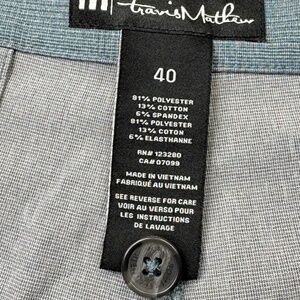 travisMathew
40
81% POLYESTER
13% COTTON
6% SPANDEX
81% POLYESTER
13% COTON
6% ELASTHANNE
RN# 123280
CA# 07099
MADE IN VIETNAM
FABRIQUÉ AU VIETNAM
SEE REVERSE FOR CARE
VOIR AU VERSO POUR
LES INSTRUCTIONS
DE LAVAGE